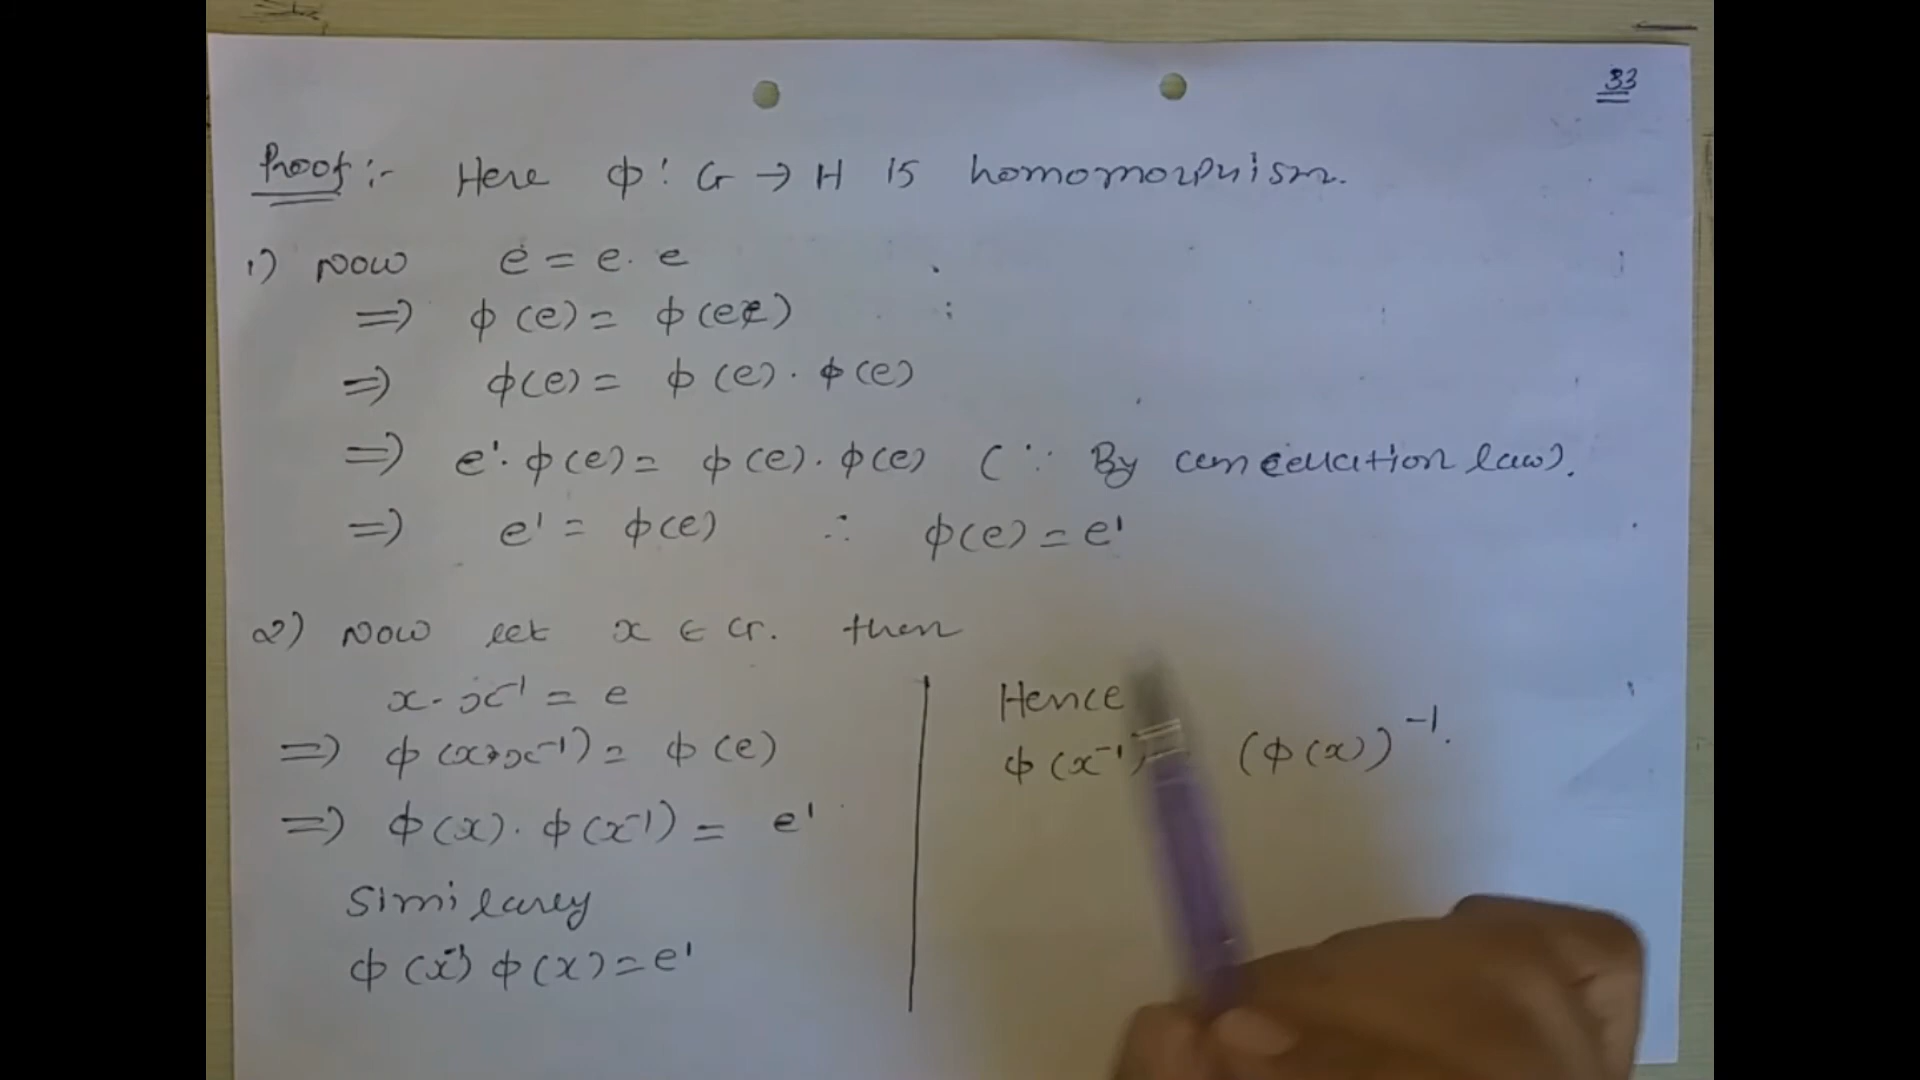 33
Proof :- Here ϕ : G → H is homomorphism.
1) Now e = e. e
⇒ ϕ(e) = ϕ(ee)
⇒ ϕ(e) = ϕ(e) . ϕ(e)
⇒ e'. ϕ(e) = ϕ(e). ϕ(e) (∵ By cancellation law).
⇒ e' = ϕ(e) ∴ ϕ(e) = e'
2) Now let x ∈ G. then
x. x⁻¹ = e
⇒ ϕ(x·x⁻¹) = ϕ(e)
⇒ ϕ(x). ϕ(x⁻¹) = e'
Similarly
ϕ(x⁻¹) ϕ(x) = e'
Hence
ϕ(x⁻¹) = (ϕ(x))⁻¹.